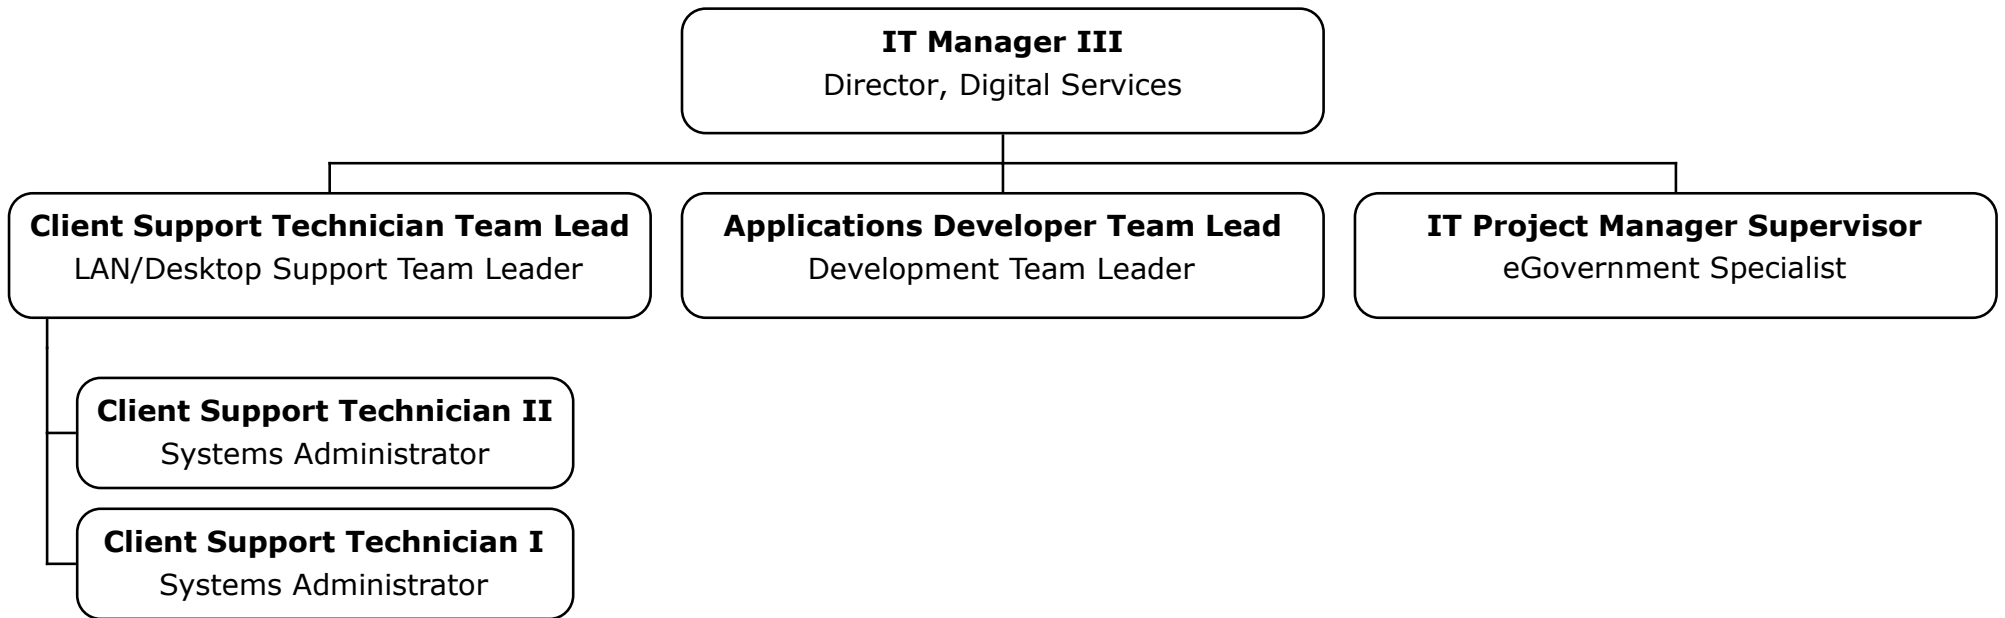 IT Manager III
Director, Digital Services
Client Support Technician Team Lead
LAN/Desktop Support Team Leader
Applications Developer Team Lead
Development Team Leader
IT Project Manager Supervisor
eGovernment Specialist
Client Support Technician II
Systems Administrator
Client Support Technician I
Systems Administrator